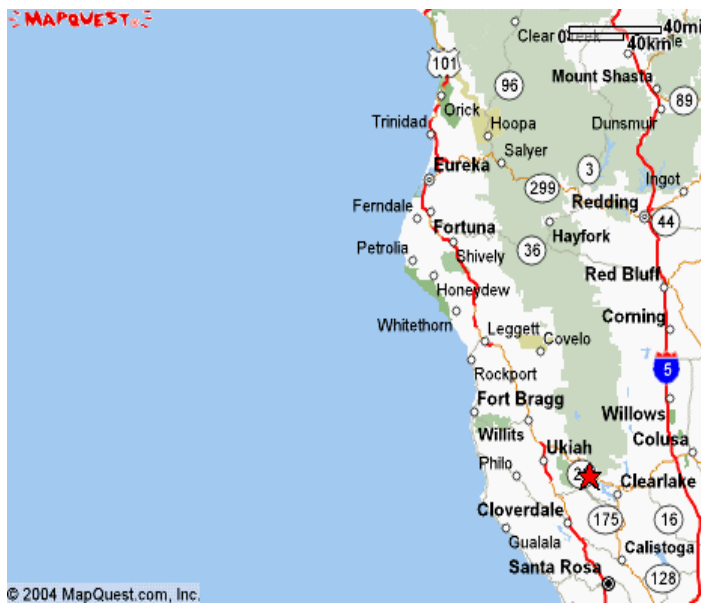 MAPQUEST
40mi
0
40km
Clear Creek
101
96
Mount Shasta
89
Orick
Dunsmuir
Trinidad
Hoopa
Salyer
3
Ingot
Eureka
299
Redding
Ferndale
44
Fortuna
Hayfork
36
Petrolia
Shively
Red Bluff
Honeydew
Whitethorn
Corning
Leggett
Covelo
Rockport
5
Fort Bragg
Willows
Willits
Colusa
Ukiah
Philo
Clearlake
Cloverdale
175
16
Gualala
Calistoga
Santa Rosa
128
© 2004 MapQuest.com, Inc.